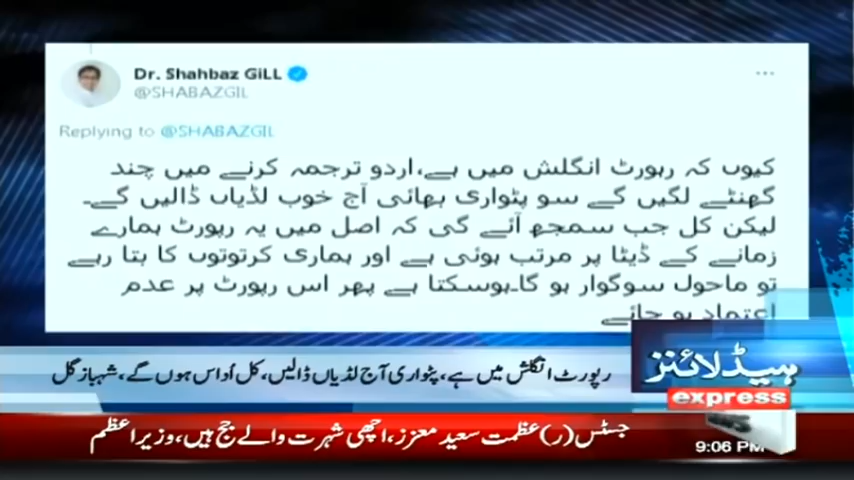 Dr. Shahbaz GiLL
@SHABAZGIL
Replying to @SHABAZGIL
کیوں کہ رپورٹ انگلش میں ہے،اردو ترجمہ کرنے میں چند
گھنٹے لگیں گے سو پٹواری بھائی آج خوب لڈیاں ڈالیں گے۔
لیکن کل جب سمجھ آئے گی کہ اصل میں یہ رپورٹ ہمارے
زمانے کے ڈیٹا پر مرتب ہوئی ہے اور ہماری کرتوتوں کا بتا رہے
تو ماحول سوگوار ہو گا۔ہوسکتا ہے پھر اس رپورٹ پر عدم
اعتماد ہو جائے
رپورٹ انگلش میں ہے، پٹواری آج لڈیاں ڈالیں، کل اُداس ہوں گے، شہباز گل
ہیڈلائنز
express
جسٹس (ر) عظمت سعید معزز، اچھی شہرت والے جج ہیں، وزیراعظم
9:06 PM